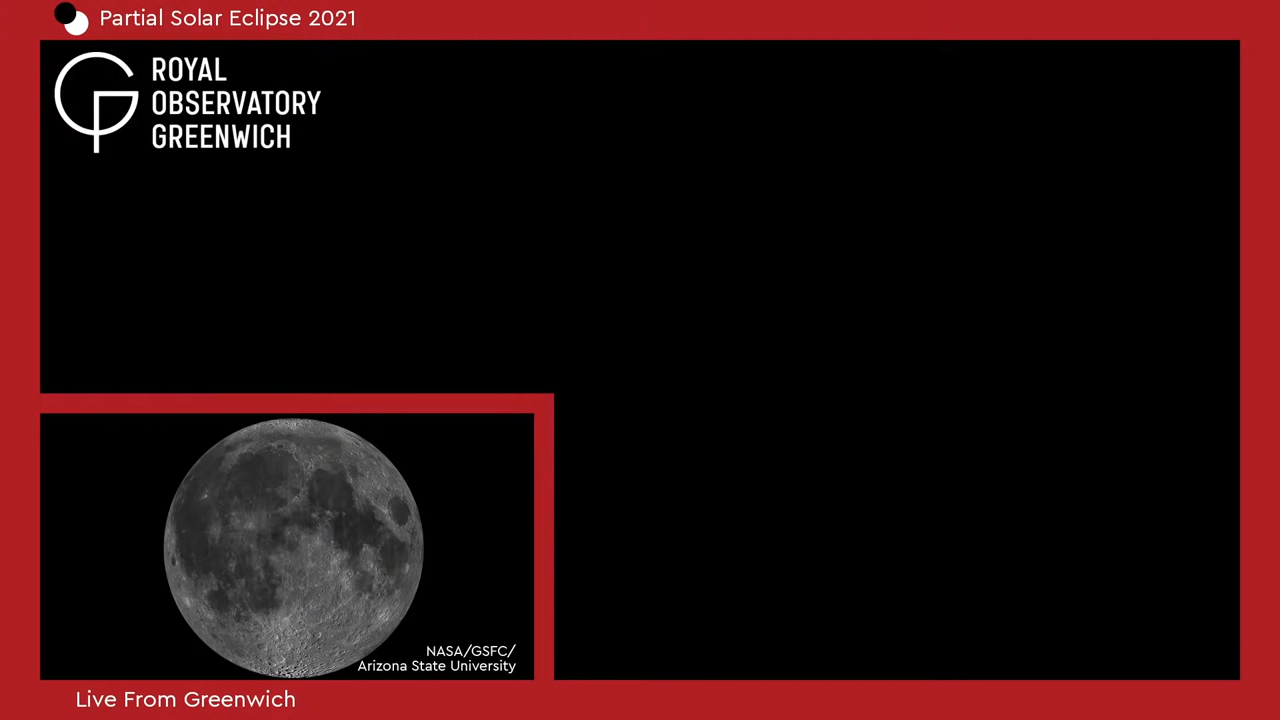 Partial Solar Eclipse 2021
ROYAL
OBSERVATORY
GREENWICH
NASA/GSFC/
Arizona State University
Live From Greenwich